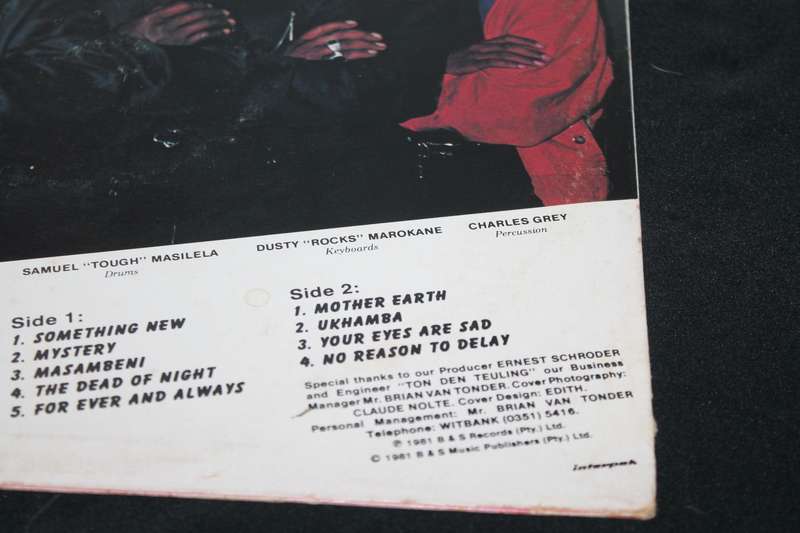 SAMUEL "TOUGH" MASILELA
Drums
DUSTY "ROCKS" MAROKANE
Keyboards
CHARLES GREY
Percussion
Side 1:
1. SOMETHING NEW
2. MYSTERY
3. MASAMBENI
4. THE DEAD OF NIGHT
5. FOR EVER AND ALWAYS
Side 2:
1. MOTHER EARTH
2. UKHAMBA
3. YOUR EYES ARE SAD
4. NO REASON TO DELAY
Special thanks to our Producer ERNEST SCHRODER
and Engineer "TON DEN TEULING" our Business
Manager Mr. BRIAN VAN TONDER. Cover Photography:
CLAUDE NOLTE. Cover Design: EDITH.
Personal Management: Mr. BRIAN VAN TONDER
Telephone: WITBANK (0351) 5416.
℗ 1981 B & S Records (Pty.) Ltd.
© 1981 B & S Music Publishers (Pty.) Ltd.
interpak